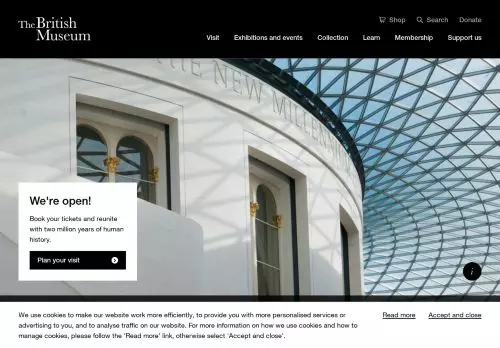 The British
Museum
Shop Search Donate
Visit Exhibitions and events Collection Learn Membership Support us
THE NEW MILLENNIUM
We're open!
Book your tickets and reunite
with two million years of human
history.
Plan your visit
i
We use cookies to make our website work more efficiently, to provide you with more personalised services or
advertising to you, and to analyse traffic on our website. For more information on how we use cookies and how to
manage cookies, please follow the 'Read more' link, otherwise select 'Accept and close'.
Read more Accept and close